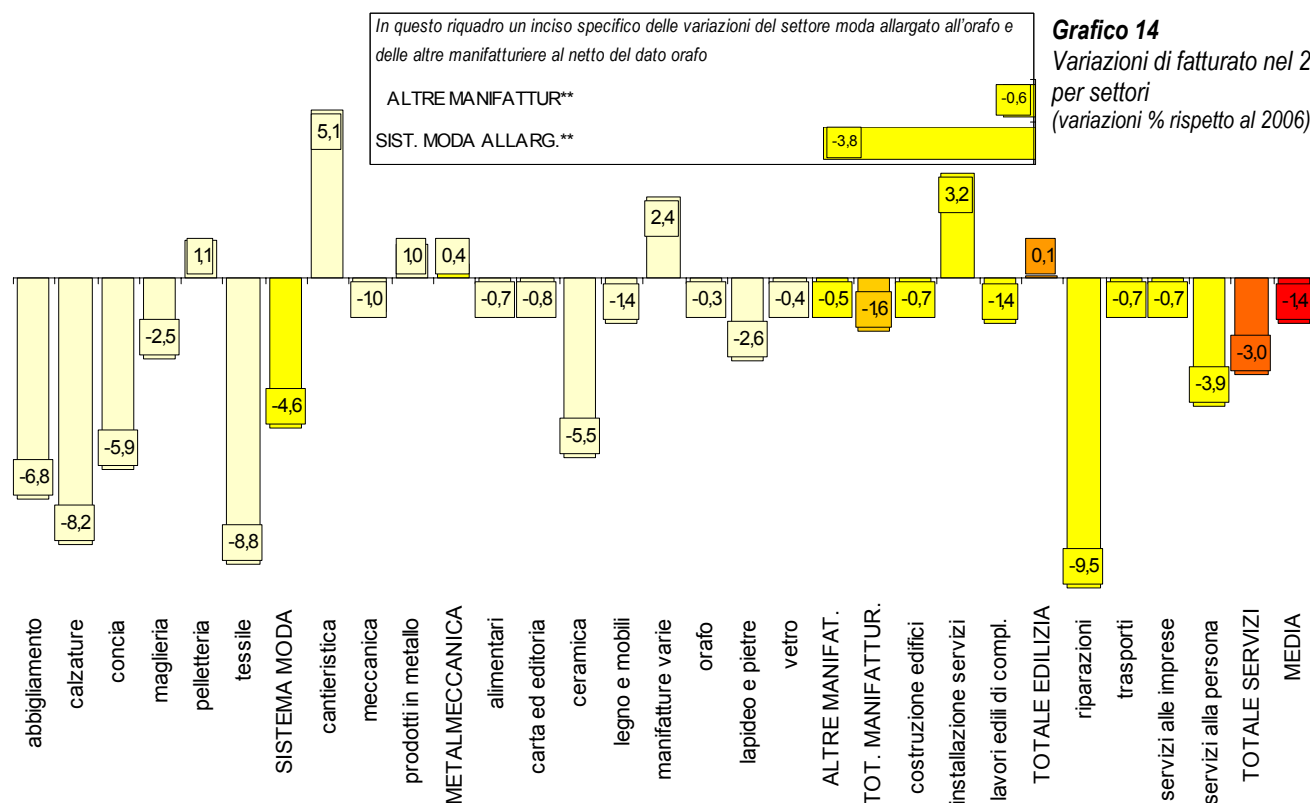 In questo riquadro un inciso specifico delle variazioni del settore moda allargato all'orafo e
delle altre manifatturiere al netto del dato orafo
ALTRE MANIFATTUR**
-0,6
SIST. MODA ALLARG.**
-3,8
Grafico 14
Variazioni di fatturato nel 2
per settori
(variazioni % rispetto al 2006)
-6,8
-8,2
-5,9
-2,5
1,1
-8,8
-4,6
5,1
-1,0
1,0
0,4
-0,7
-0,8
-5,5
-1,4
2,4
-0,3
-2,6
-0,4
-0,5
-1,6
-0,7
3,2
-1,4
0,1
-9,5
-0,7
-0,7
-3,9
-3,0
-1,4
abbigliamento
calzature
concia
maglieria
pelletteria
tessile
SISTEMA MODA
cantieristica
meccanica
prodotti in metallo
METALMECCANICA
alimentari
carta ed editoria
ceramica
legno e mobili
manifatture varie
orafo
lapideo e pietre
vetro
ALTRE MANIFAT.
TOT. MANIFATTUR.
costruzione edifici
installazione servizi
lavori edili di compl.
TOTALE EDILIZIA
riparazioni
trasporti
servizi alle imprese
servizi alla persona
TOTALE SERVIZI
MEDIA